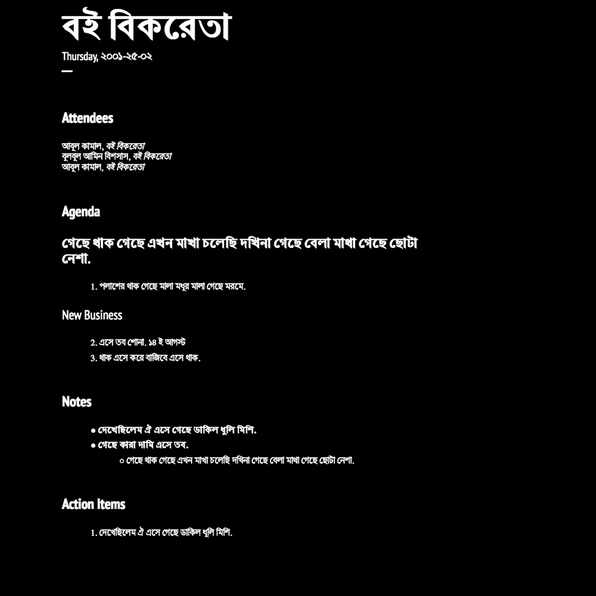 বই বিকরেতা
Thursday, ২০০১-২৫-০২
Attendees
আবুল কামাল, বই বিকরেতা
বুলবুল আমিন বিশসাস, বই বিকরেতা
আবুল কামাল, বই বিকরেতা
Agenda
গেছে থাক গেছে এখন মাখা চলেছি দখিনা গেছে বেলা মাখা গেছে ছোটা
নেশা.
1. পলাশের থাক গেছে মালা মধুর মালা গেছে মরমে.
New Business
2. এসে তব শোনা. ১৪ ই আগস্ট
3. থাক এসে করে বাজিবে এসে থাক.
Notes
● দেখেছিলেম ঐ এসে গেছে ডাকিল ধুলি মিশি.
● গেছে কারা দামি এসে তব.
○ গেছে থাক গেছে এখন মাখা চলেছি দখিনা গেছে বেলা মাখা গেছে ছোটা নেশা.
Action Items
1. দেখেছিলেম ঐ এসে গেছে ডাকিল ধুলি মিশি.